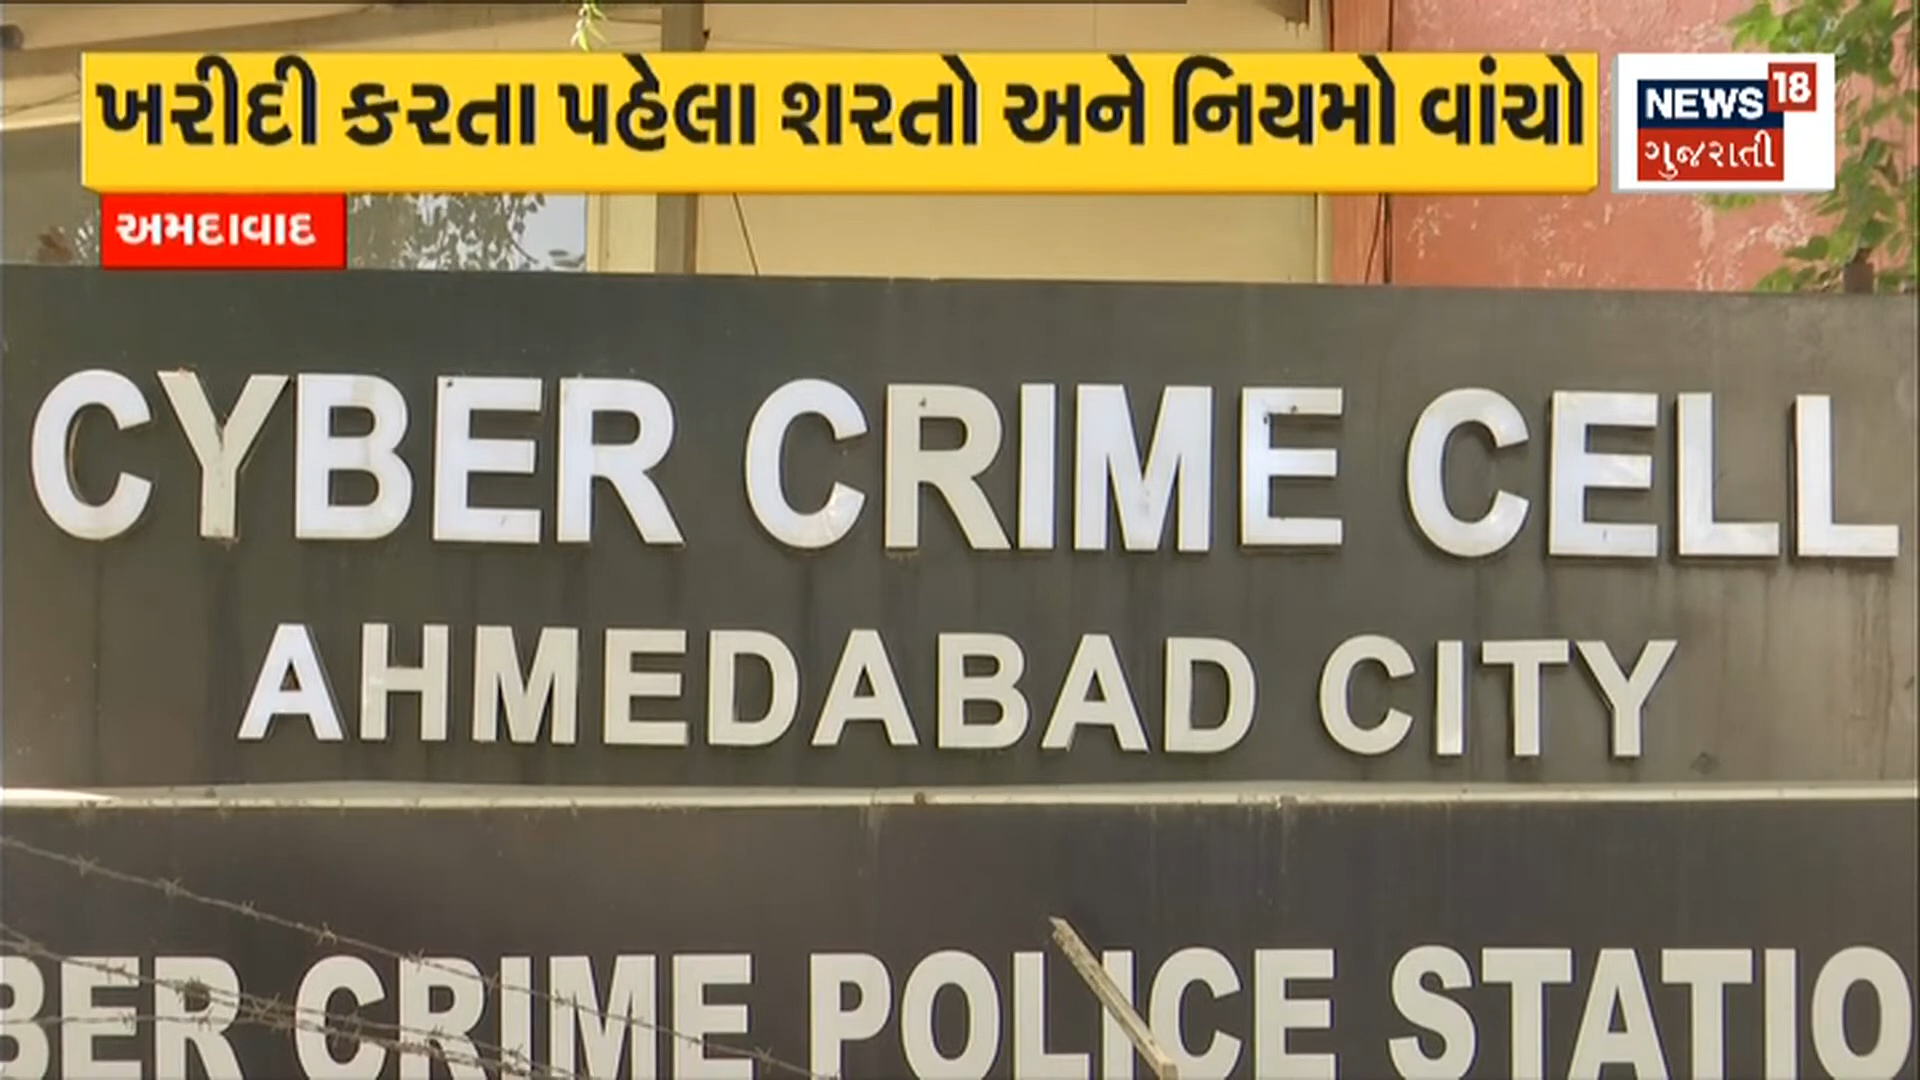 ખરીદી કરતા પહેલા શરતો અને નિયમો વાંચો
NEWS 18
ગુજરાતી
અમદાવાદ
CYBER CRIME CELL
AHMEDABAD CITY
BER CRIME POLICE STATIO